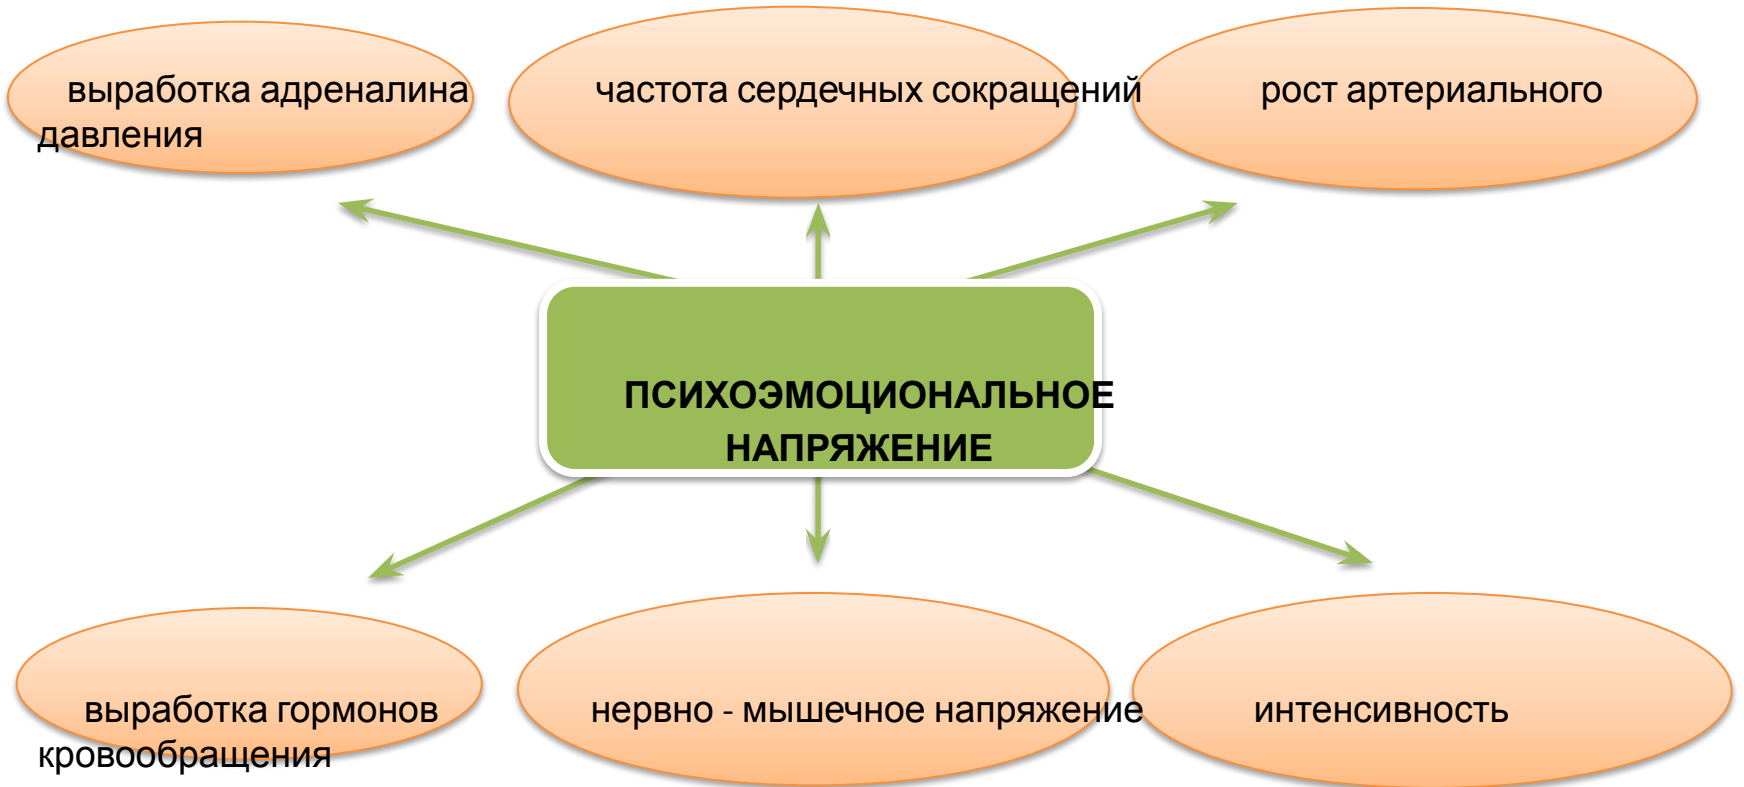 выработка адреналина частота сердечных сокращений рост артериального
давления
ПСИХОЭМОЦИОНАЛЬНОЕ
НАПРЯЖЕНИЕ
выработка гормонов нервно - мышечное напряжение интенсивность
кровообращения